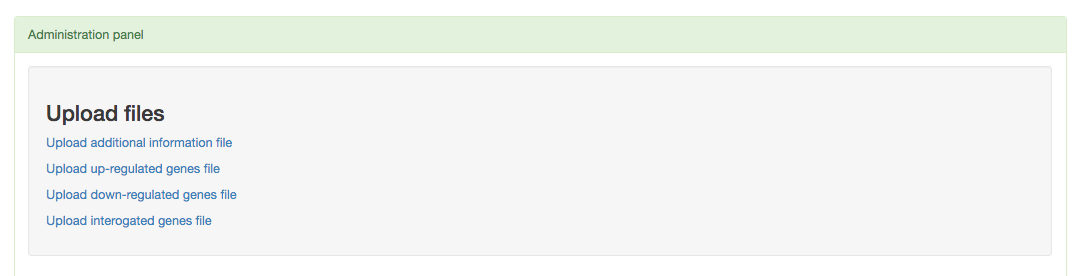 Administration panel
Upload files
Upload additional information file
Upload up-regulated genes file
Upload down-regulated genes file
Upload interogated genes file